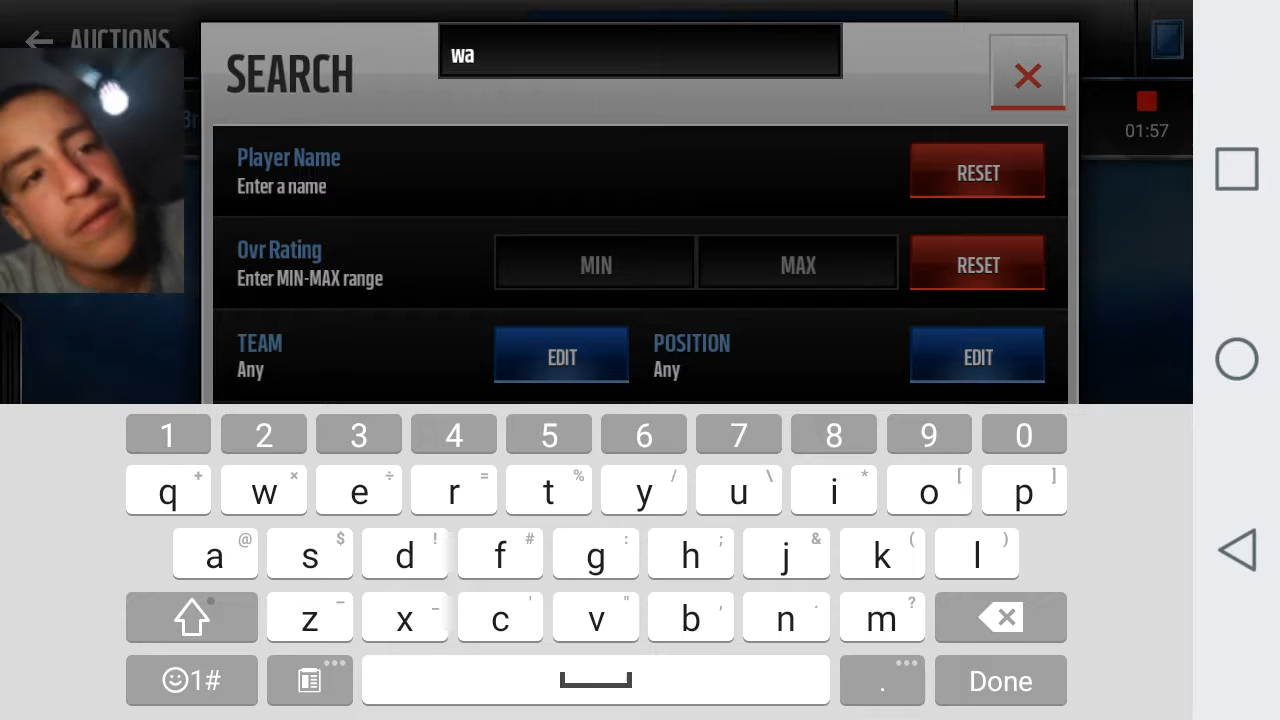 AUCTIONS
wa
SEARCH
Player Name
Enter a name
RESET
01:57
Ovr Rating
Enter MIN-MAX range
MIN
MAX
RESET
TEAM
Any
EDIT
POSITION
Any
EDIT
1 2 3 4 5 6 7 8 9 0
q + w × e ÷ r = t % y / u \ i * o [ p ]
a @ s $ d ! f # g : h ; j & k ( l )
z – x _ c ' v " b , n . m ?
1# ... . ... Done